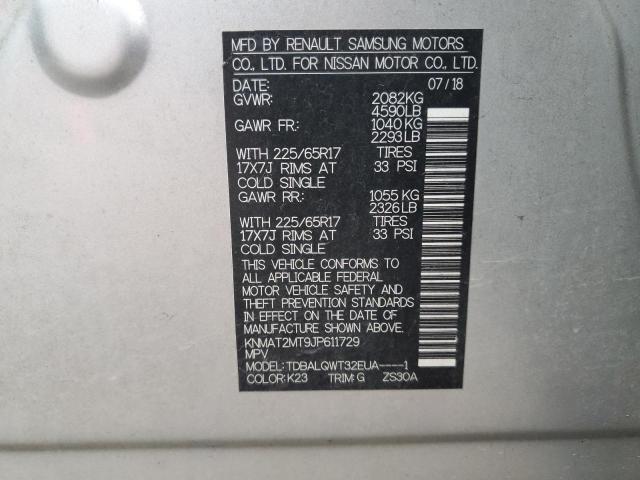 MFD BY RENAULT SAMSUNG MOTORS
CO., LTD. FOR NISSAN MOTOR CO., LTD.
DATE: 07/18
GVWR: 2082KG
4590LB
GAWR FR: 1040KG
2293LB
WITH 225/65R17 TIRES
17X7J RIMS AT 33 PSI
COLD SINGLE
GAWR RR: 1055 KG
2326LB
WITH 225/65R17 TIRES
17X7J RIMS AT 33 PSI
COLD SINGLE
THIS VEHICLE CONFORMS TO
ALL APPLICABLE FEDERAL
MOTOR VEHICLE SAFETY AND
THEFT PREVENTION STANDARDS
IN EFFECT ON THE DATE OF
MANUFACTURE SHOWN ABOVE.
KNMAT2MT9JP611729
MPV
MODEL: TDBALQWT32EUA----1
COLOR: K23 TRIM: G ZS30A